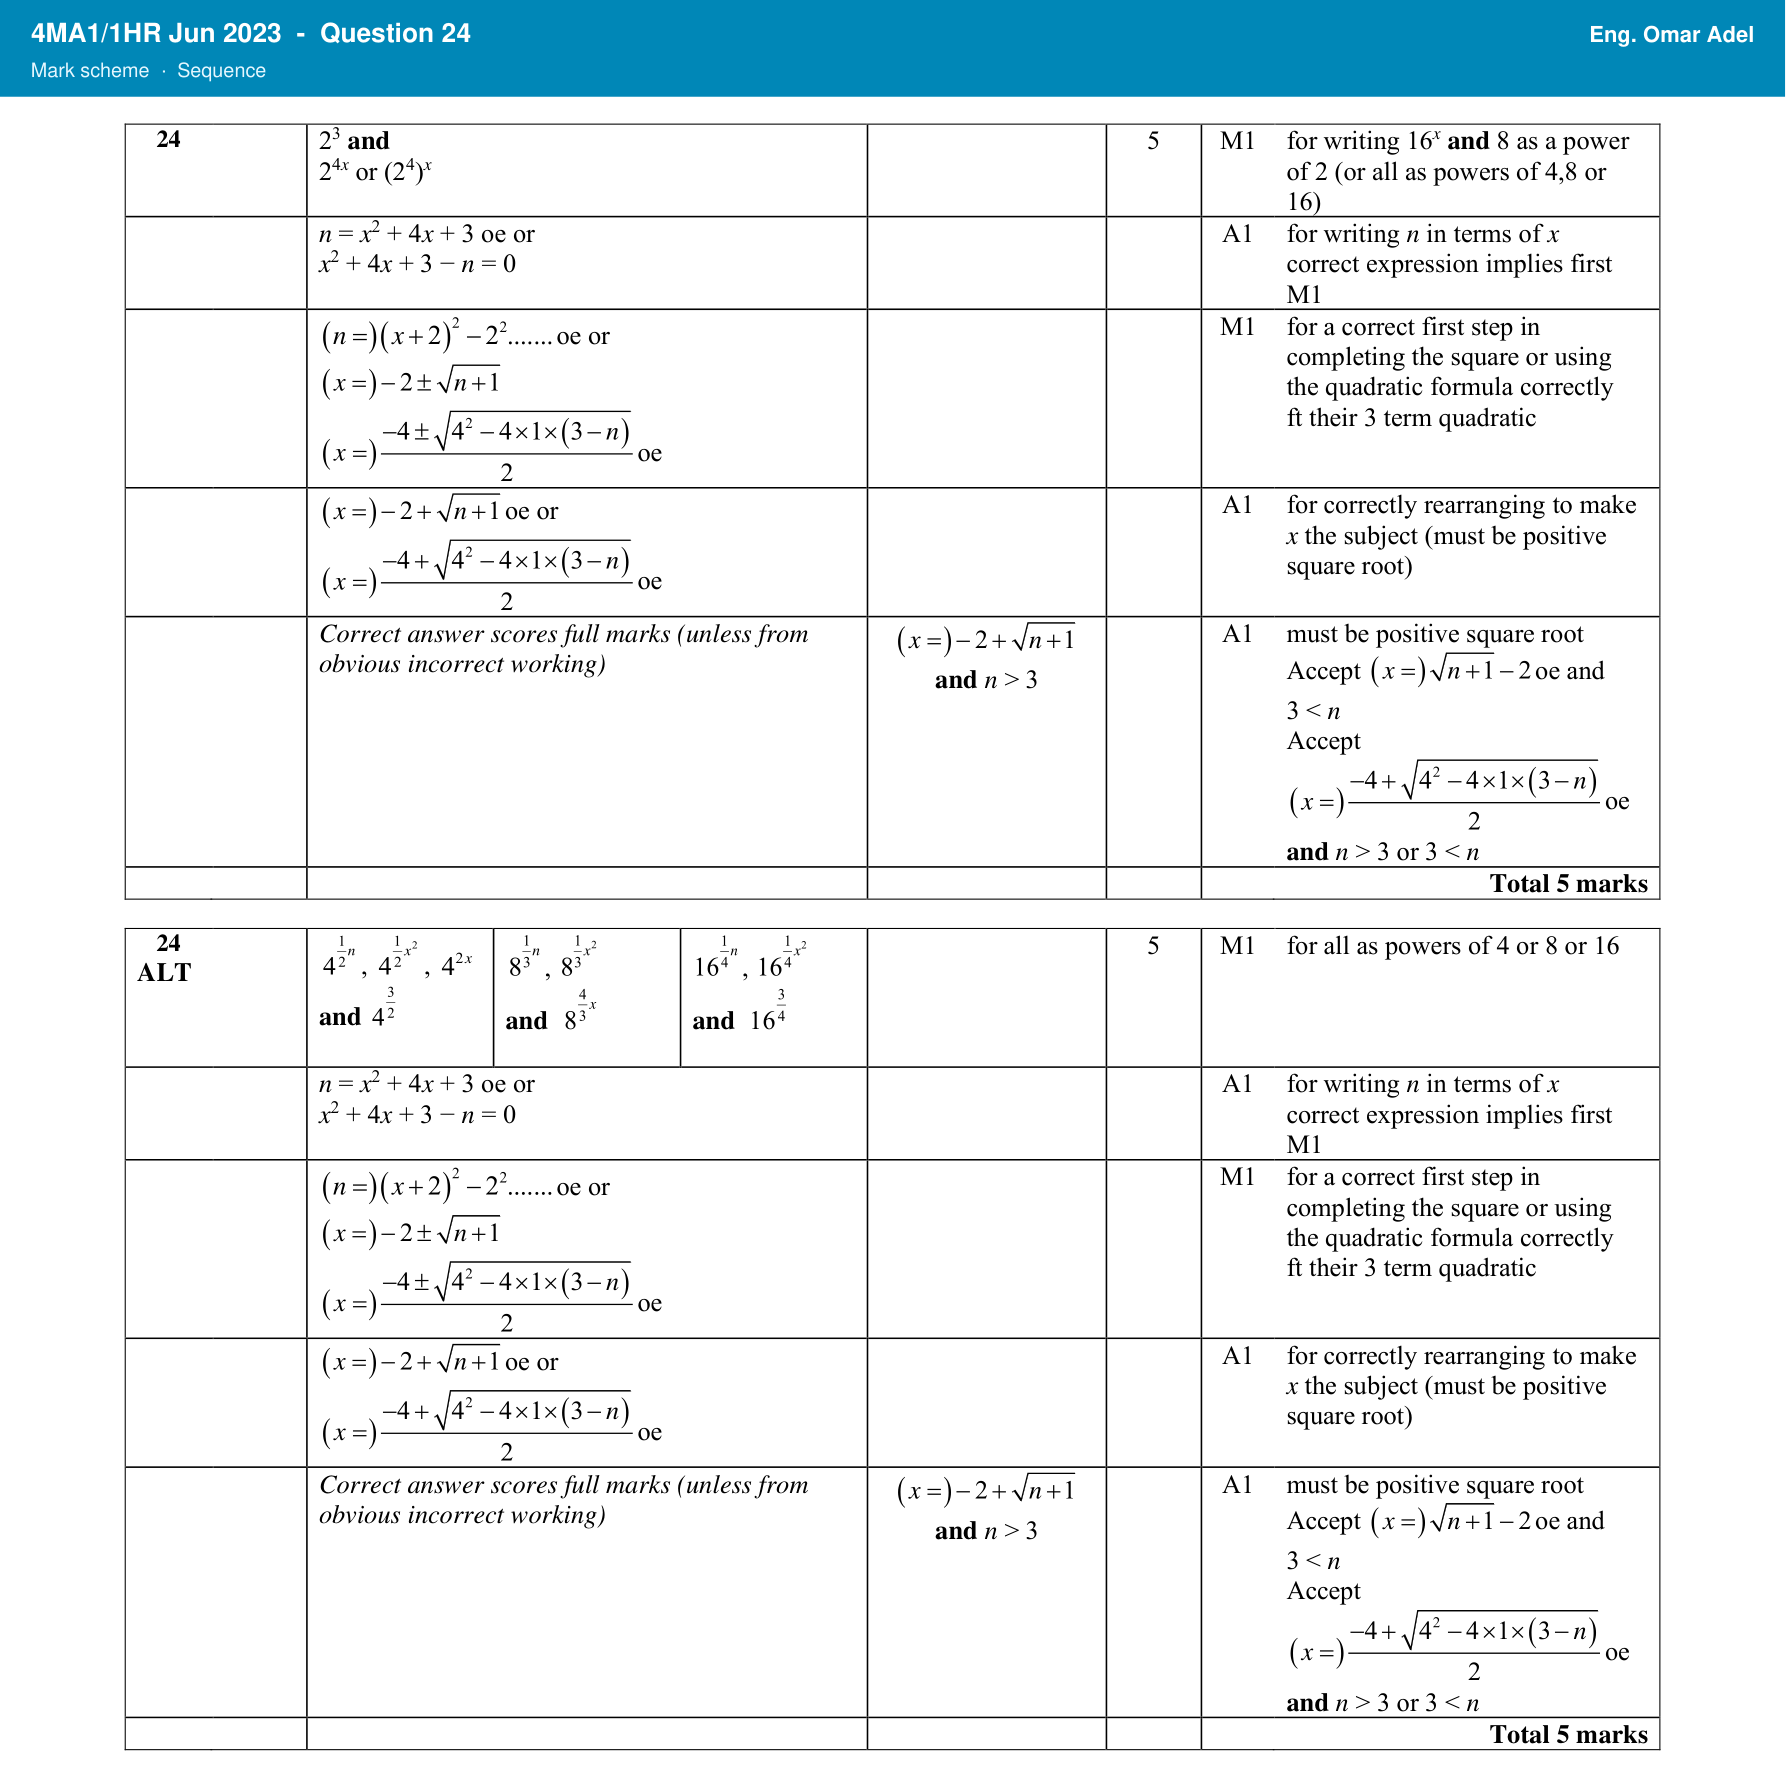 4MA1/1HR Jun 2023 - Question 24
Eng. Omar Adel
Mark scheme · Sequence
24
2³ and
2⁴ˣ or (2⁴)ˣ
5
M1
for writing 16ˣ and 8 as a power
of 2 (or all as powers of 4,8 or
16)
n = x² + 4x + 3 oe or
x² + 4x + 3 − n = 0
A1
for writing n in terms of x
correct expression implies first
M1
(n =)(x+2)² − 2²....... oe or
(x =) −2 ± √(n+1)
(x =) (−4 ± √(4² − 4×1×(3−n)))/2 oe
M1
for a correct first step in
completing the square or using
the quadratic formula correctly
ft their 3 term quadratic
(x =) −2 + √(n+1) oe or
(x =) (−4 + √(4² − 4×1×(3−n)))/2 oe
A1
for correctly rearranging to make
x the subject (must be positive
square root)
Correct answer scores full marks (unless from
obvious incorrect working)
(x =) −2 + √(n+1)
and n > 3
A1
must be positive square root
Accept (x =) √(n+1) − 2 oe and
3 < n
Accept
(x =) (−4 + √(4² − 4×1×(3−n)))/2 oe
and n > 3 or 3 < n
Total 5 marks
24
ALT
4^(1/2 n) , 4^(1/2 x²) , 4^(2x)
and 4^(3/2)
8^(1/3 n) , 8^(1/3 x²)
and 8^(4/3 x)
16^(1/4 n) , 16^(1/4 x²)
and 16^(3/4)
5
M1
for all as powers of 4 or 8 or 16
n = x² + 4x + 3 oe or
x² + 4x + 3 − n = 0
A1
for writing n in terms of x
correct expression implies first
M1
(n =)(x+2)² − 2²....... oe or
(x =) −2 ± √(n+1)
(x =) (−4 ± √(4² − 4×1×(3−n)))/2 oe
M1
for a correct first step in
completing the square or using
the quadratic formula correctly
ft their 3 term quadratic
(x =) −2 + √(n+1) oe or
(x =) (−4 + √(4² − 4×1×(3−n)))/2 oe
A1
for correctly rearranging to make
x the subject (must be positive
square root)
Correct answer scores full marks (unless from
obvious incorrect working)
(x =) −2 + √(n+1)
and n > 3
A1
must be positive square root
Accept (x =) √(n+1) − 2 oe and
3 < n
Accept
(x =) (−4 + √(4² − 4×1×(3−n)))/2 oe
and n > 3 or 3 < n
Total 5 marks